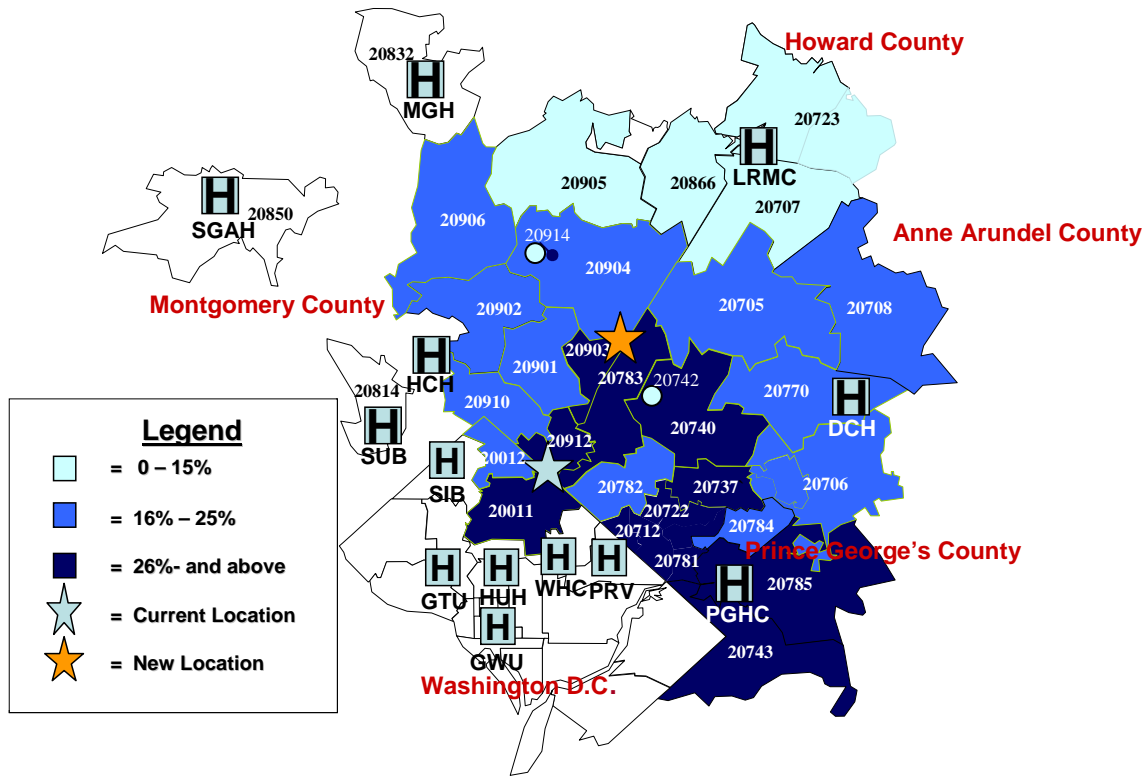 Howard County
20832
H
MGH
20723
H
LRMC
20905
20866
20707
H
SGAH
20850
20906
20914
20904
Anne Arundel County
Montgomery County
20902
20705
20708
20903
H
HCH
20901
20783
20742
20770
H
DCH
20814
H
SUB
20910
20740
20912
20012
H
SIB
20706
20782
20737
20011
20722
20712
20784
Prince George's County
20781
20785
H
PGHC
H
GTU
H
HUH
H
WHC
H
PRV
H
GWU
20743
Washington D.C.
Legend
= 0 – 15%
= 16% – 25%
= 26%- and above
= Current Location
= New Location